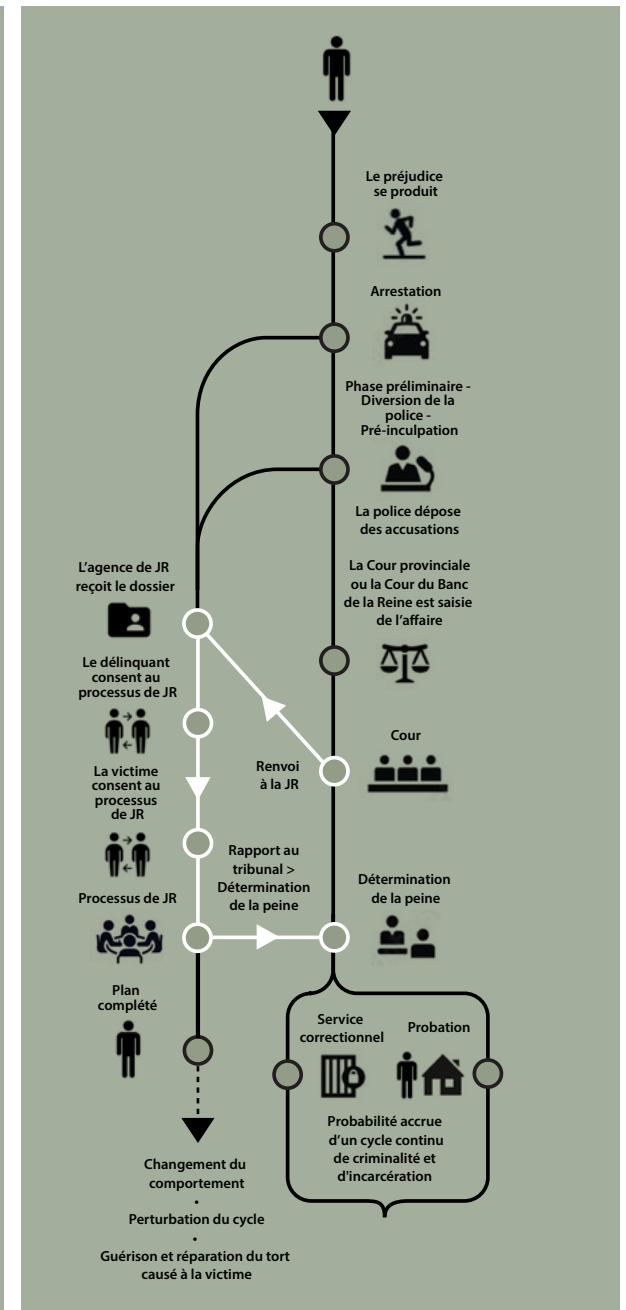 Le préjudice
se produit
Arrestation
Phase préliminaire -
Diversion de la
police -
Pré-inculpation
La police dépose
des accusations
L'agence de JR
reçoit le dossier
La Cour provinciale
ou la Cour du Banc
de la Reine est saisie
de l'affaire
Le délinquant
consent au
processus de JR
Renvoi
à la JR
Cour
La victime
consent au
processus
de JR
Rapport au
tribunal >
Détermination
de la peine
Processus de JR
Détermination
de la peine
Plan
complété
Service
correctionnel
Probation
Probabilité accrue
d'un cycle continu
de criminalité et
d'incarcération
Changement du
comportement
•
Perturbation du cycle
•
Guérison et réparation du tort
causé à la victime